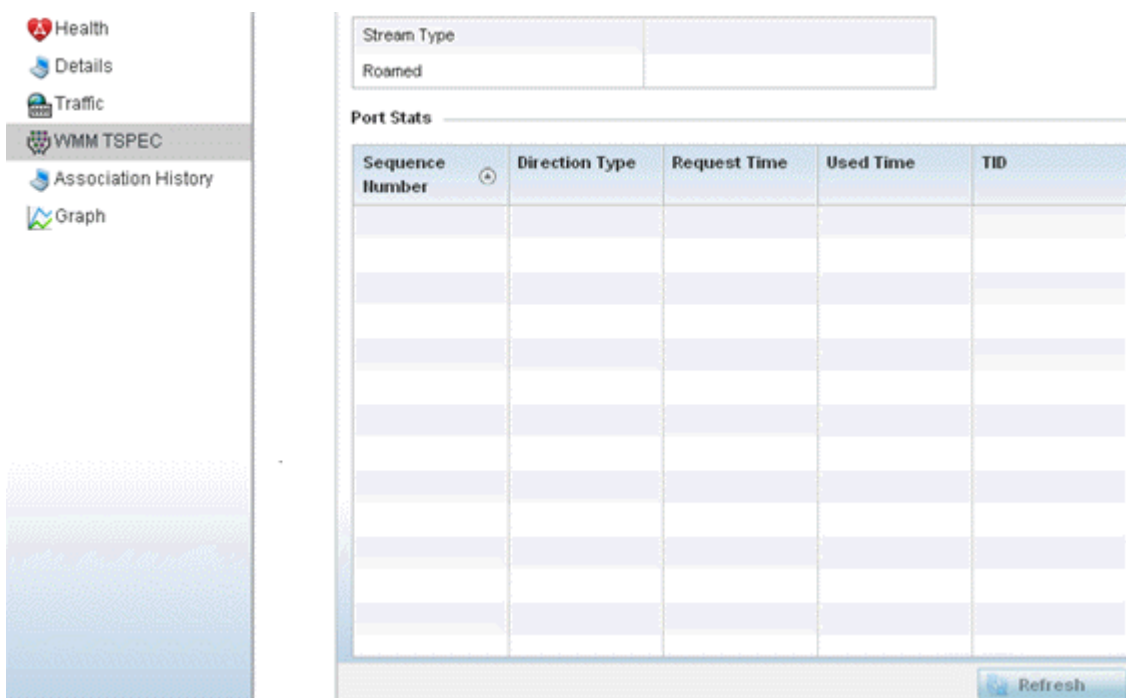 Health
Details
Traffic
WMM TSPEC
Association History
Graph
Stream Type
Roamed
Port Stats
Sequence Number
Direction Type
Request Time
Used Time
TID
Refresh